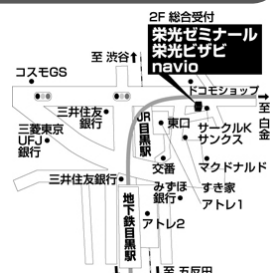 2F 総合受付
栄光ゼミナール
栄光ビザビ
navio
至 渋谷↑
コスモGS
ドコモショップ
至 白金
三井住友
銀行
JR
目黒駅
東口
サークルK
サンクス
三菱東京
UFJ
銀行
交番
マクドナルド
三井住友銀行
みずほ
銀行
すき家
アトレ1
地下鉄目黒駅
アトレ2
至 五反田